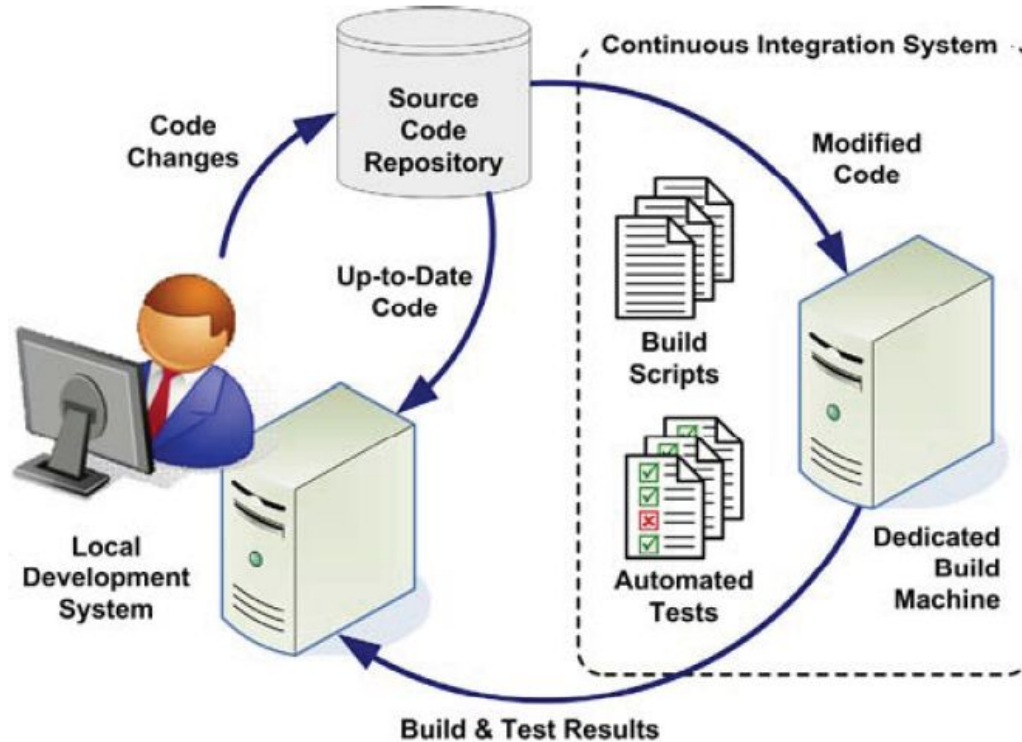 Continuous Integration System
Source
Code
Repository
Code
Changes
Modified
Code
Up-to-Date
Code
Build
Scripts
Local
Development
System
Automated
Tests
Dedicated
Build
Machine
Build & Test Results